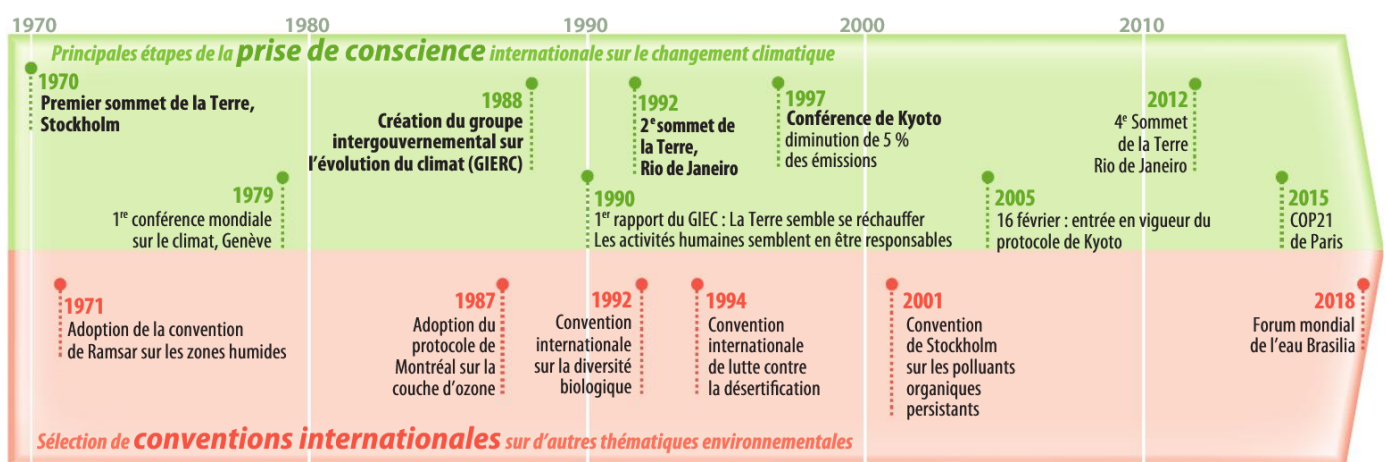 1970 1980 1990 2000 2010
Principales étapes de la prise de conscience internationale sur le changement climatique
1970
Premier sommet de la Terre,
Stockholm
1979
1re conférence mondiale
sur le climat, Genève
1988
Création du groupe
intergouvernemental sur
l'évolution du climat (GIERC)
1990
1er rapport du GIEC : La Terre semble se réchauffer
Les activités humaines semblent en être responsables
1992
2e sommet de
la Terre,
Rio de Janeiro
1997
Conférence de Kyoto
diminution de 5 %
des émissions
2005
16 février : entrée en vigueur du
protocole de Kyoto
2012
4e Sommet
de la Terre
Rio de Janeiro
2015
COP21
de Paris
1971
Adoption de la convention
de Ramsar sur les zones humides
1987
Adoption du
protocole de
Montréal sur la
couche d'ozone
1992
Convention
internationale
sur la diversité
biologique
1994
Convention
internationale
de lutte contre
la désertification
2001
Convention
de Stockholm
sur les polluants
organiques
persistants
2018
Forum mondial
de l'eau Brasilia
Sélection de conventions internationales sur d'autres thématiques environnementales